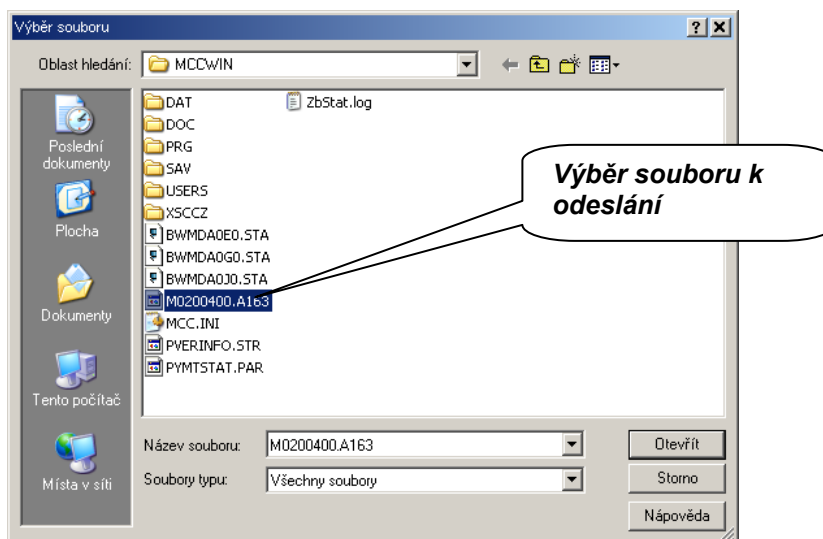 Výběr souboru
Oblast hledání: MCCWIN
Poslední
dokumenty
Plocha
Dokumenty
Tento počítač
Místa v síti
DAT
DOC
PRG
SAV
USERS
XSCCZ
BWMDA0E0.STA
BWMDA0G0.STA
BWMDA0J0.STA
M0200400.A163
MCC.INI
PVERINFO.STR
PYMTSTAT.PAR
ZbStat.log
Výběr souboru k
odeslání
Název souboru: M0200400.A163 Otevřít
Soubory typu: Všechny soubory Storno
Nápověda